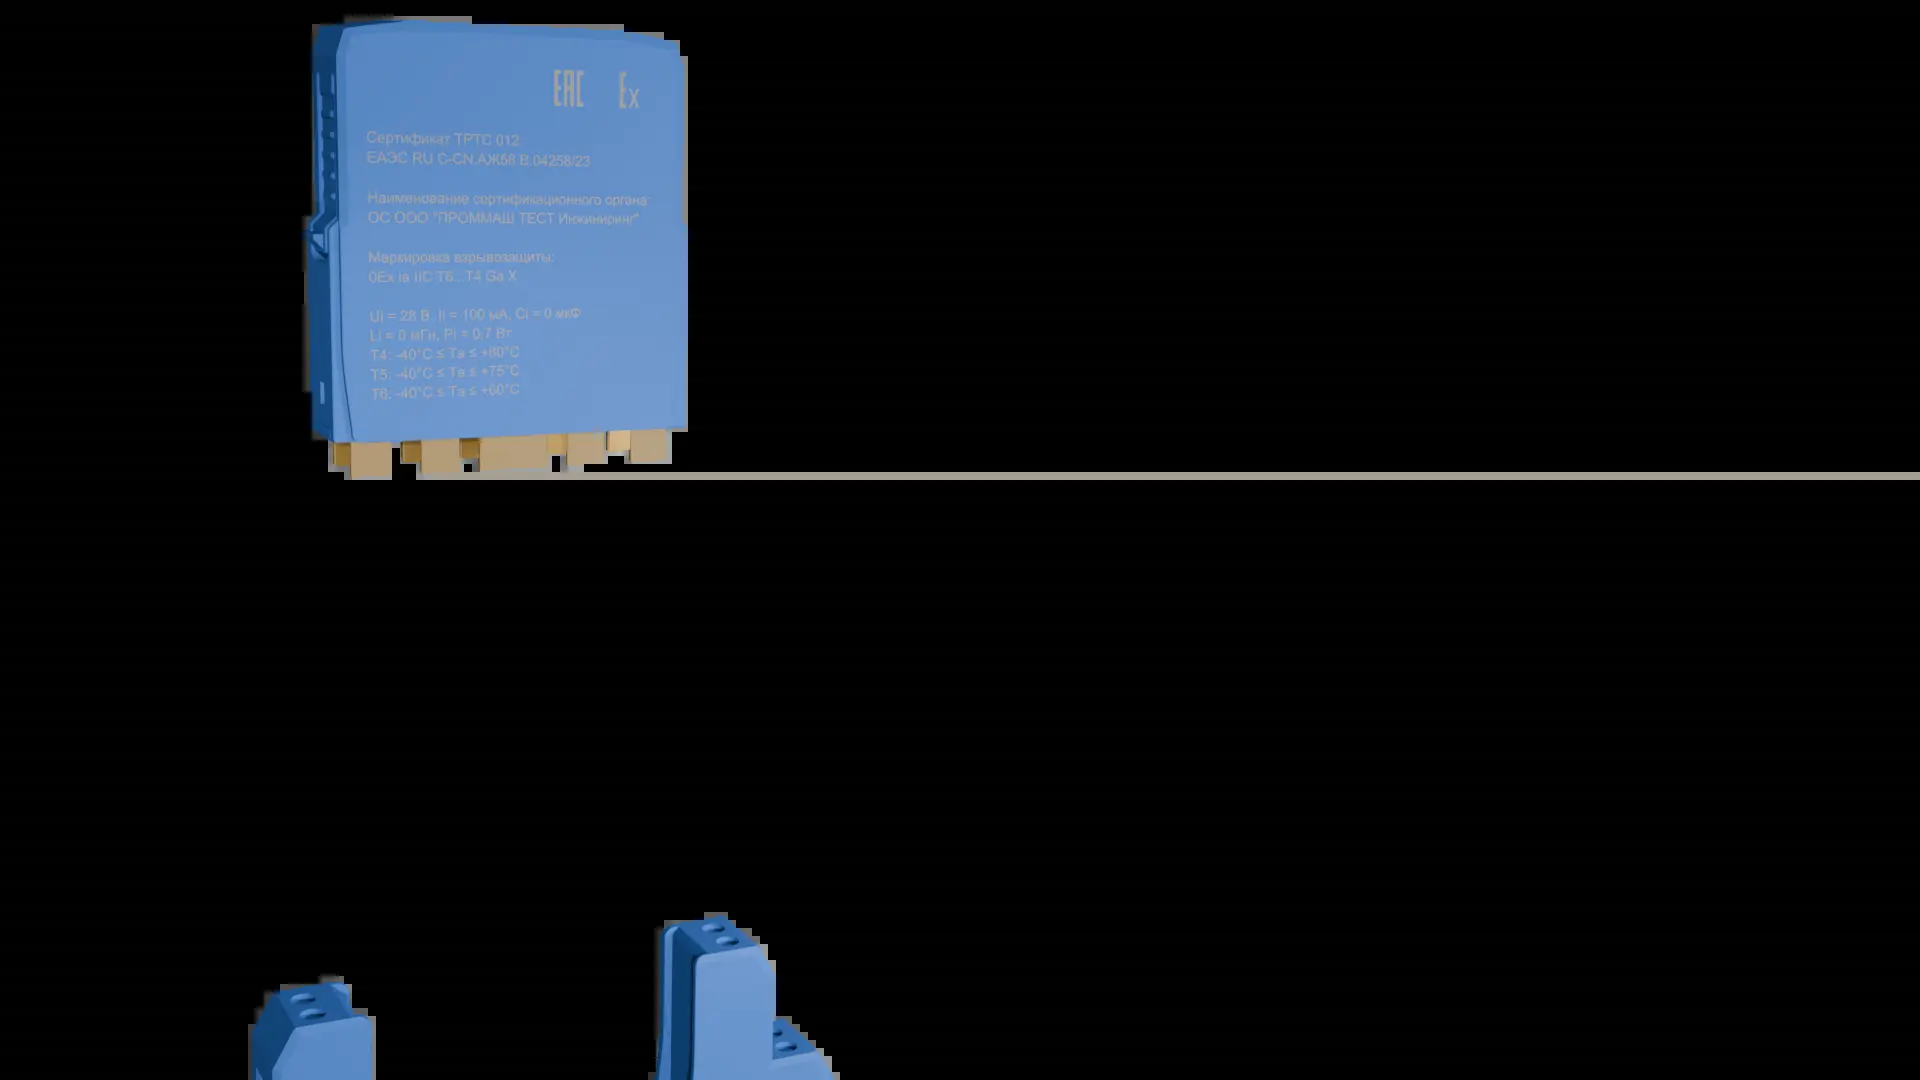 EAC Ex
Сертификат ТРТС 012:
ЕАЭС RU C-CN.АЖ58.В.04258/23
Наименование сертификационного органа:
ОС ООО "ПРОММАШ ТЕСТ Инжиниринг"
Маркировка взрывозащиты:
0Ex ia IIC T6...T4 Ga X
Ui = 28 В, Ii = 100 мА, Ci = 0 мкФ
Li = 0 мГн, Pi = 0,7 Вт
T4: -40°C ≤ Ta ≤ +80°C
T5: -40°C ≤ Ta ≤ +75°C
T6: -40°C ≤ Ta ≤ +60°C